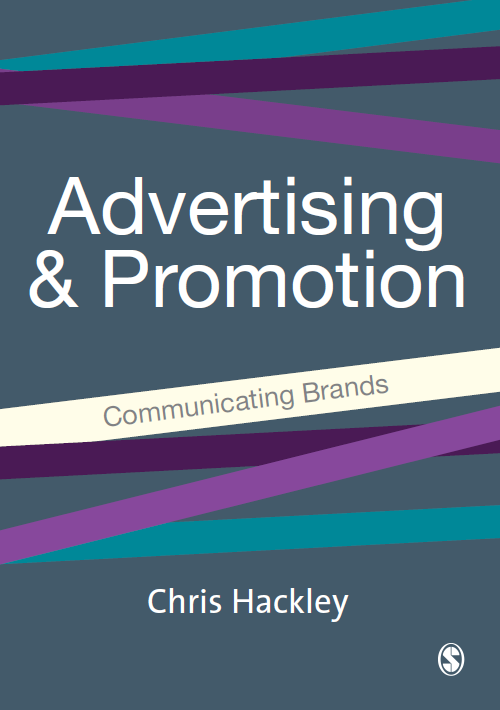 Advertising
& Promotion
Communicating Brands
Chris Hackley